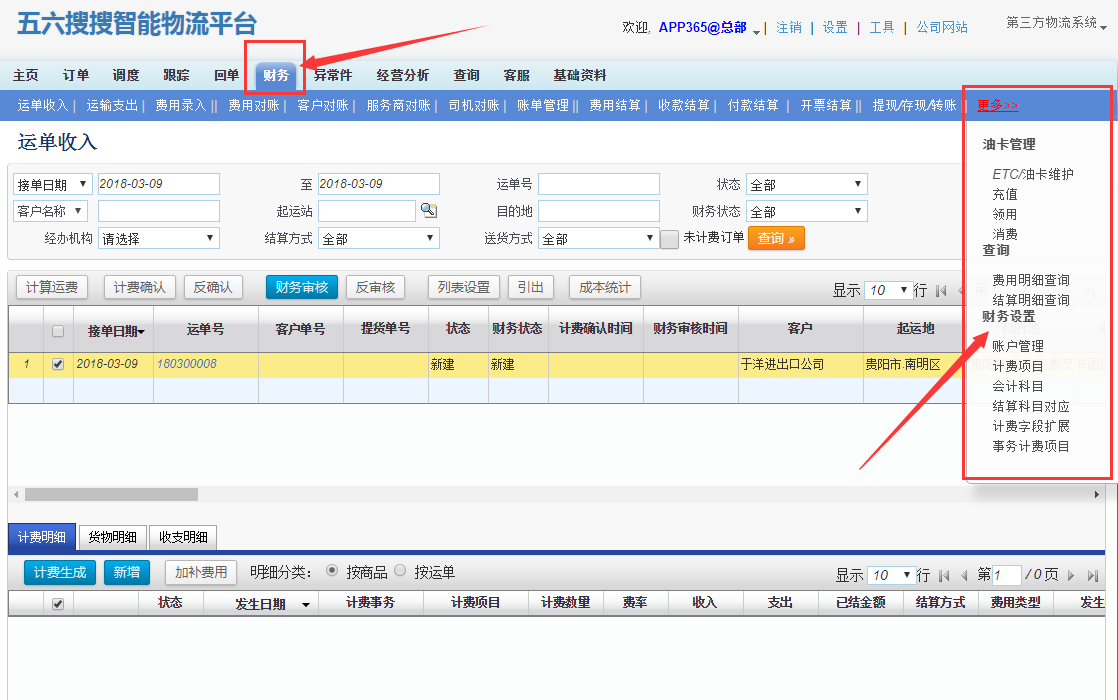 五六搜搜智能物流平台
欢迎, APP365@总部 | 注销 | 设置 | 工具 | 公司网站 第三方物流系统
主页 订单 调度 跟踪 回单 财务 异常件 经营分析 查询 客服 基础资料
运单收入| 运输支出| 费用录入|| 费用对账| 客户对账| 服务商对账| 司机对账| 账单管理|| 费用结算| 收款结算| 付款结算| 开票结算|| 提现/存现/转账 更多>>
运单收入
油卡管理
ETC/油卡维护
充值
领用
消费
查询
费用明细查询
结算明细查询
财务设置
账户管理
计费项目
会计科目
结算科目对应
计费字段扩展
事务计费项目
接单日期 2018-03-09 至 2018-03-09 运单号 状态 全部
客户名称 起运站 目的地 财务状态 全部
经办机构 请选择 结算方式 全部 送货方式 全部 未计费订单 查询 »
计算运费 计费确认 反确认 财务审核 反审核 列表设置 引出 成本统计 显示 10 行
接单日期 运单号 客户单号 提货单号 状态 财务状态 计费确认时间 财务审核时间 客户 起运地
1 2018-03-09 180300008 新建 新建 于洋进出口公司 贵阳市.南明区
计费明细 货物明细 收支明细
计费生成 新增 加补费用 明细分类: 按商品 按运单 显示 10 行 第 1 / 0 页
状态 发生日期 计费事务 计费项目 计费数量 费率 收入 支出 已结金额 结算方式 费用类型 发生